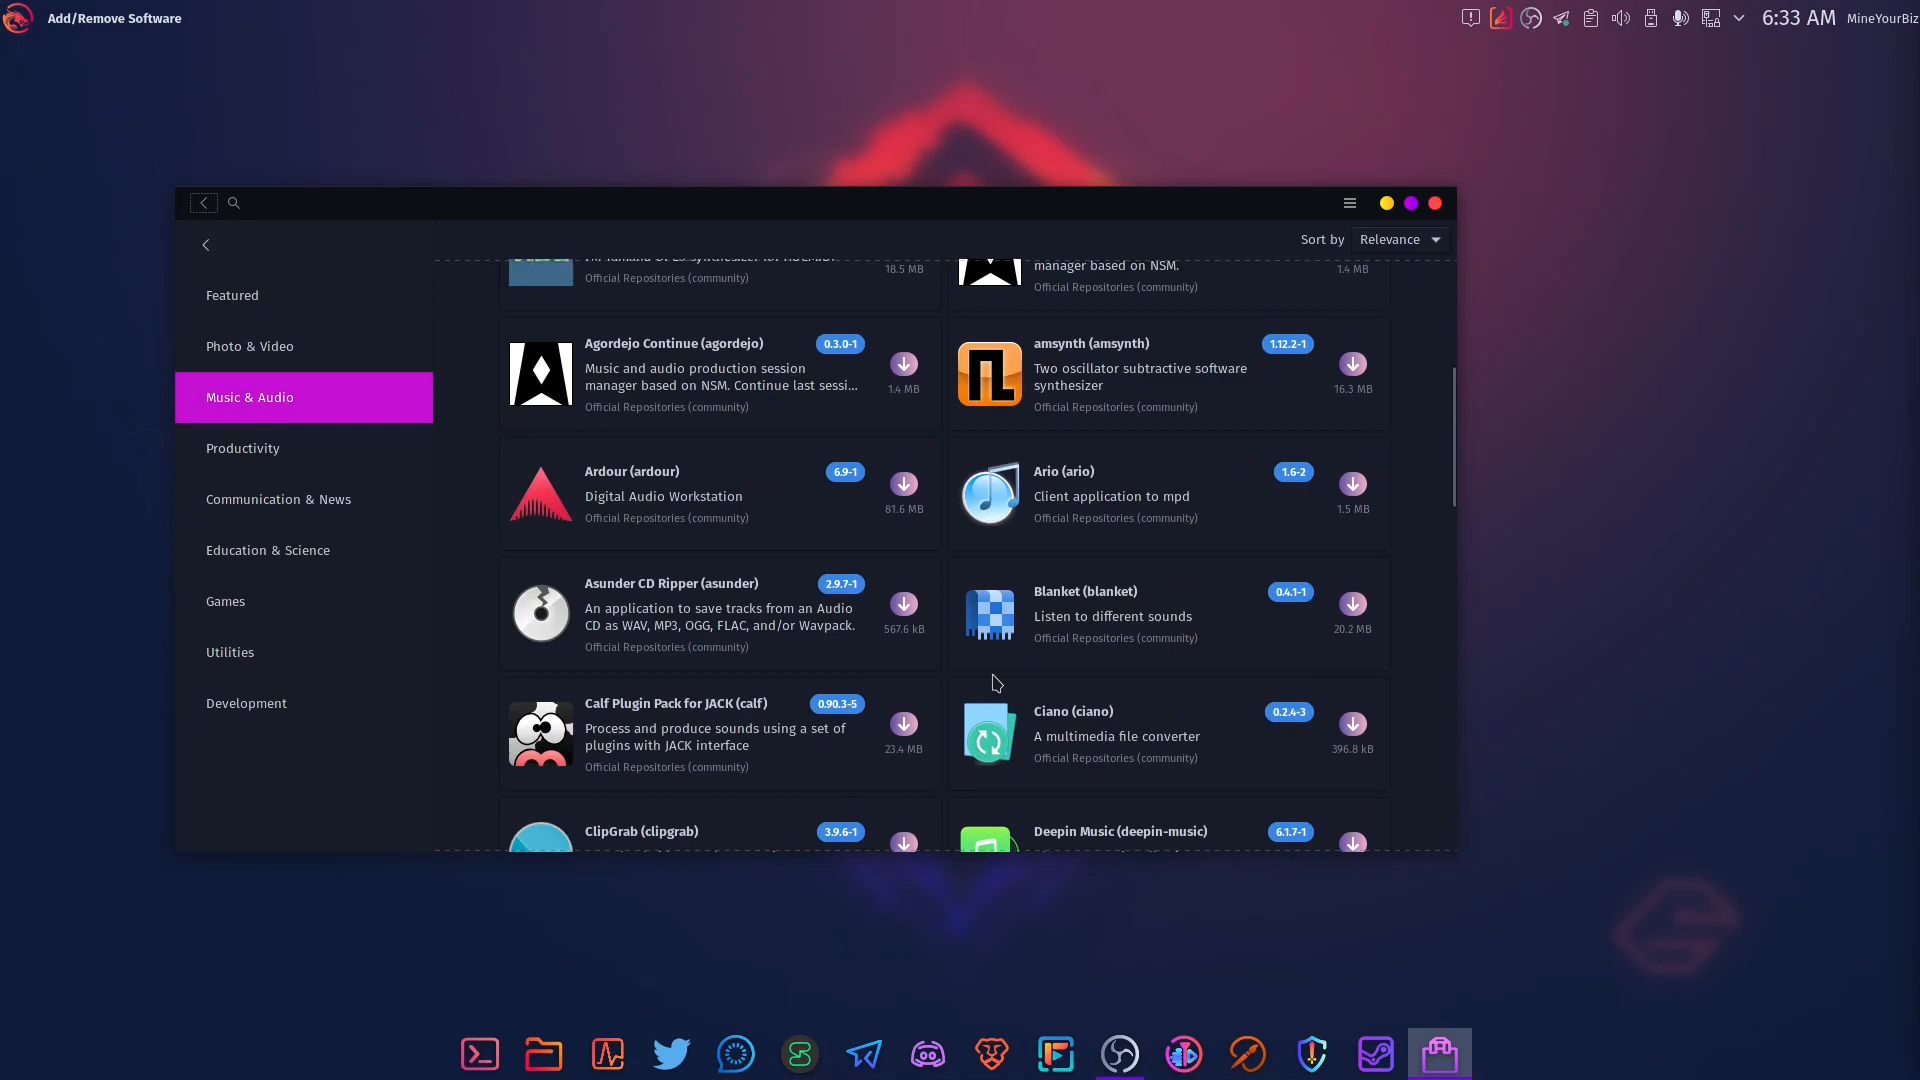 Add/Remove Software
6:33 AM
MineYourBiz
Sort by
Relevance
Featured
Photo & Video
Music & Audio
Productivity
Communication & News
Education & Science
Games
Utilities
Development
Official Repositories (community)
18.5 MB
manager based on NSM.
Official Repositories (community)
1.4 MB
Agordejo Continue (agordejo)
0.3.0-1
Music and audio production session
manager based on NSM. Continue last sessi...
Official Repositories (community)
1.4 MB
amsynth (amsynth)
1.12.2-1
Two oscillator subtractive software
synthesizer
Official Repositories (community)
16.3 MB
Ardour (ardour)
6.9-1
Digital Audio Workstation
Official Repositories (community)
81.6 MB
Ario (ario)
1.6-2
Client application to mpd
Official Repositories (community)
1.5 MB
Asunder CD Ripper (asunder)
2.9.7-1
An application to save tracks from an Audio
CD as WAV, MP3, OGG, FLAC, and/or Wavpack.
Official Repositories (community)
567.6 kB
Blanket (blanket)
0.4.1-1
Listen to different sounds
Official Repositories (community)
20.2 MB
Calf Plugin Pack for JACK (calf)
0.90.3-5
Process and produce sounds using a set of
plugins with JACK interface
Official Repositories (community)
23.4 MB
Ciano (ciano)
0.2.4-3
A multimedia file converter
Official Repositories (community)
396.8 kB
ClipGrab (clipgrab)
3.9.6-1
Deepin Music (deepin-music)
6.1.7-1